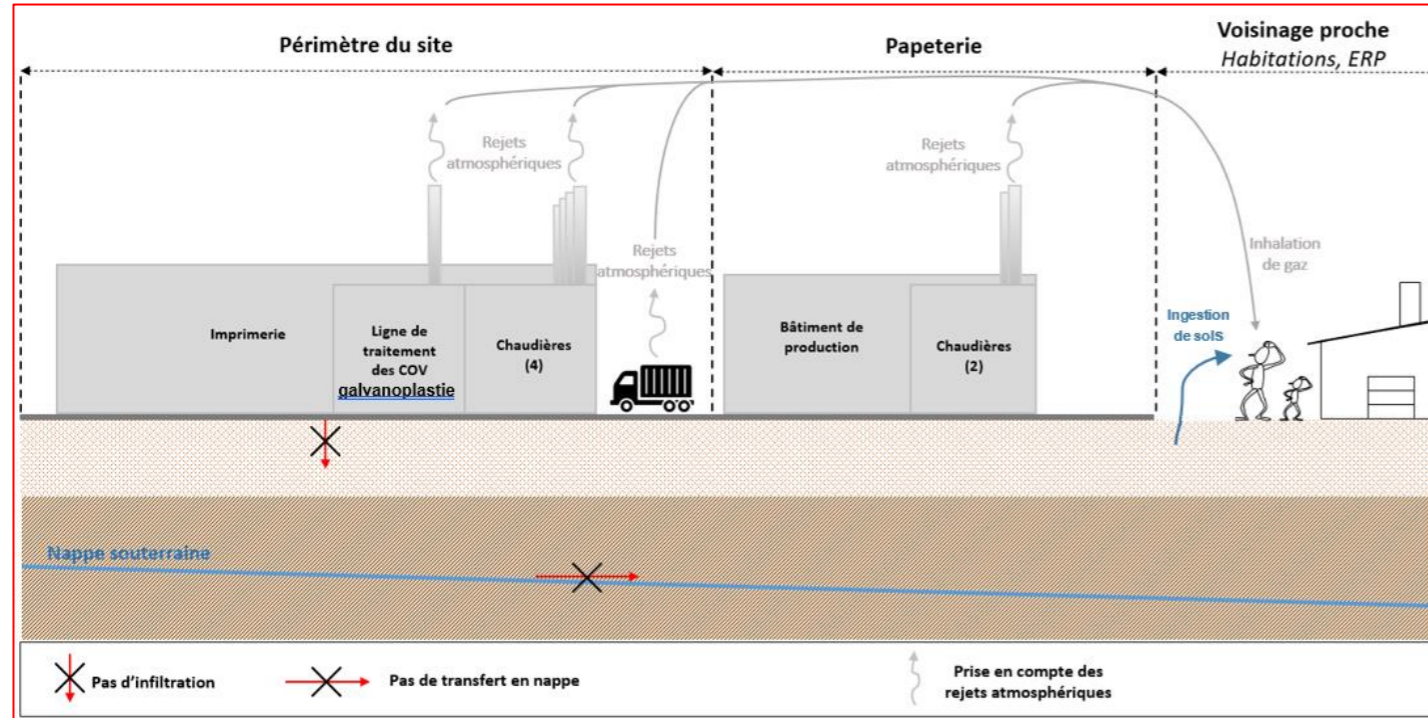 Périmètre du site
Papeterie
Voisinage proche
Habitations, ERP
Rejets
atmosphériques
Rejets
atmosphériques
Rejets
atmosphériques
Inhalation
de gaz
Imprimerie
Ligne de
traitement
des COV
galvanoplastie
Chaudières
(4)
Bâtiment de
production
Chaudières
(2)
Ingestion
de sols
Nappe souterraine
Pas d'infiltration
Pas de transfert en nappe
Prise en compte des
rejets atmosphériques